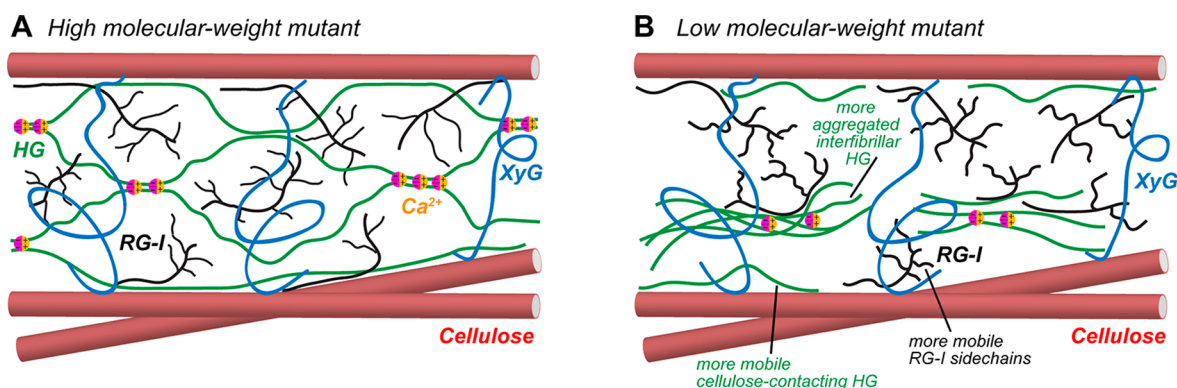 A High molecular-weight mutant
HG
XyG
Ca²⁺
RG-I
Cellulose
B Low molecular-weight mutant
more
aggregated
interfibrillar
HG
XyG
RG-I
more mobile
RG-I sidechains
Cellulose
more mobile
cellulose-contacting HG